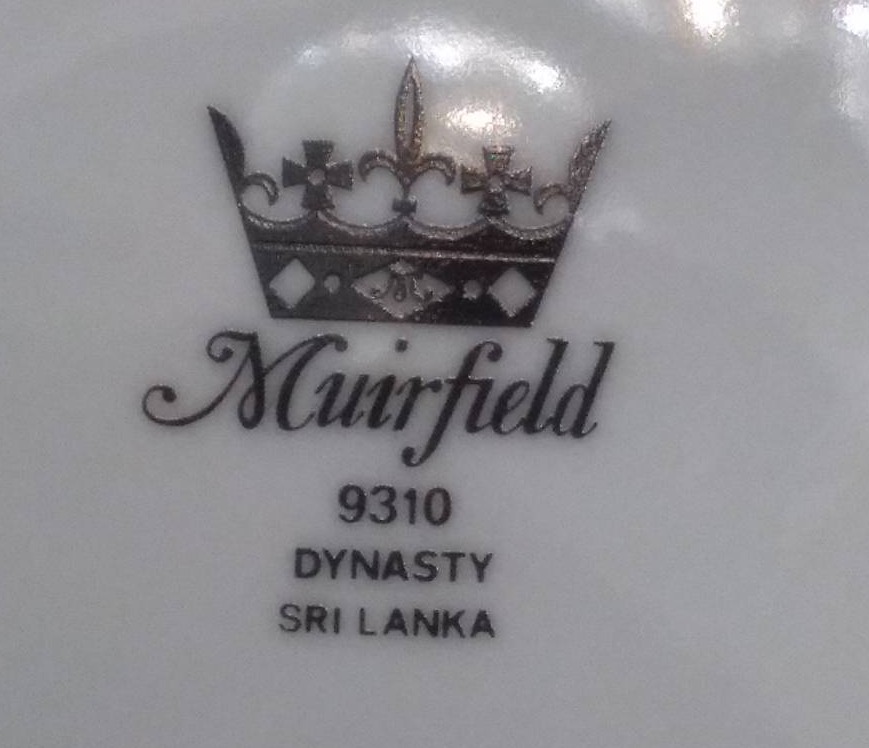 Muirfield
9310
DYNASTY
SRI LANKA